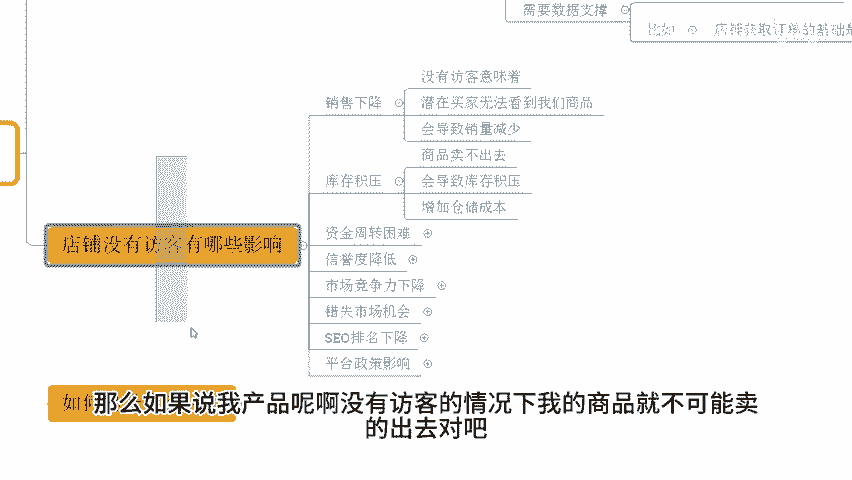 需要数据支撑
比如
店铺获取订单的基础是
没有访客意味着
销售下降
潜在买家无法看到我们商品
会导致销量减少
商品卖不出去
库存积压
会导致库存积压
增加仓储成本
资金周转困难
店铺没有访客有哪些影响
信誉度降低
市场竞争力下降
错失市场机会
SEO排名下降
平台政策影响
如何
那么如果说我产品呢啊没有访客的情况下我的商品就不可能卖
的出去对吧